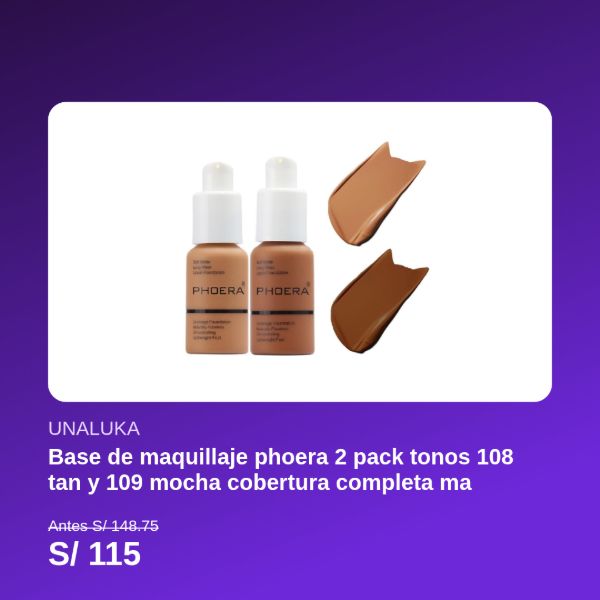 PHOERA
PHOERA
UNALUKA
Base de maquillaje phoera 2 pack tonos 108
tan y 109 mocha cobertura completa ma
Antes S/ 148.75
S/ 115